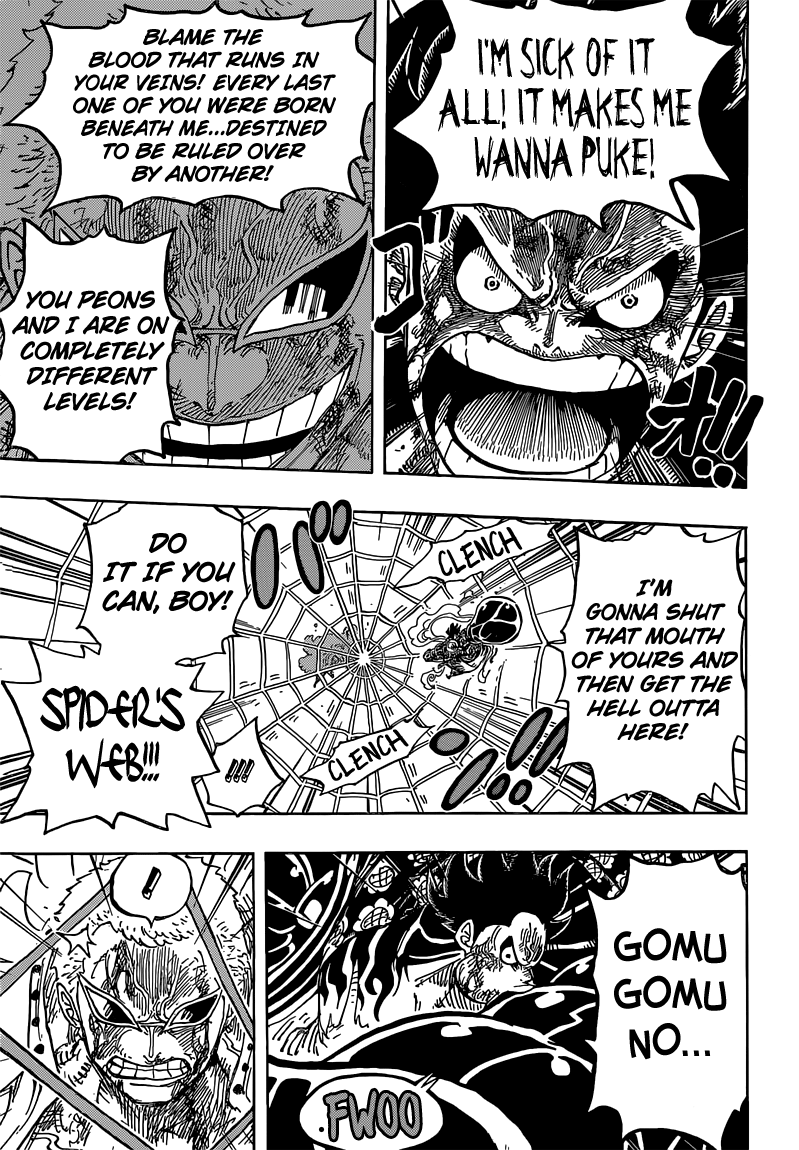 I'M SICK OF IT
ALL! IT MAKES ME
WANNA PUKE!
ゴ
オ!!!
BLAME THE
BLOOD THAT RUNS IN
YOUR VEINS! EVERY LAST
ONE OF YOU WERE BORN
BENEATH ME...DESTINED
TO BE RULED OVER
BY ANOTHER!
YOU PEONS
AND I ARE ON
COMPLETELY
DIFFERENT
LEVELS!
I'M
GONNA SHUT
THAT MOUTH
OF YOURS AND
THEN GET THE
HELL OUTTA
HERE!
CLENCH
CLENCH
DO
IT IF YOU
CAN, BOY!
SPIDER'S
WEB!!!
!!!
GOMU
GOMU
NO...
FWOO
!